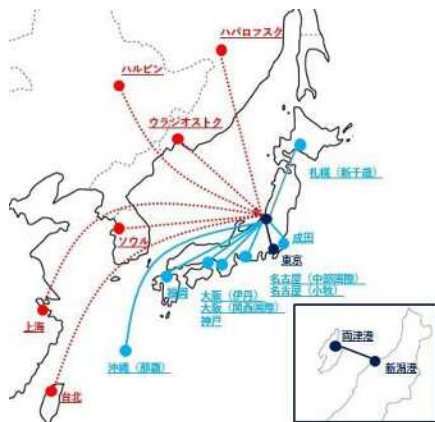 ハバロフスク
ハルビン
ウラジオストク
札幌（新千歳）
ソウル
成田
東京
福岡
名古屋（中部国際）
名古屋（小牧）
大阪（伊丹）
大阪（関西国際）
神戸
上海
沖縄（那覇）
台北
両津港
新潟港